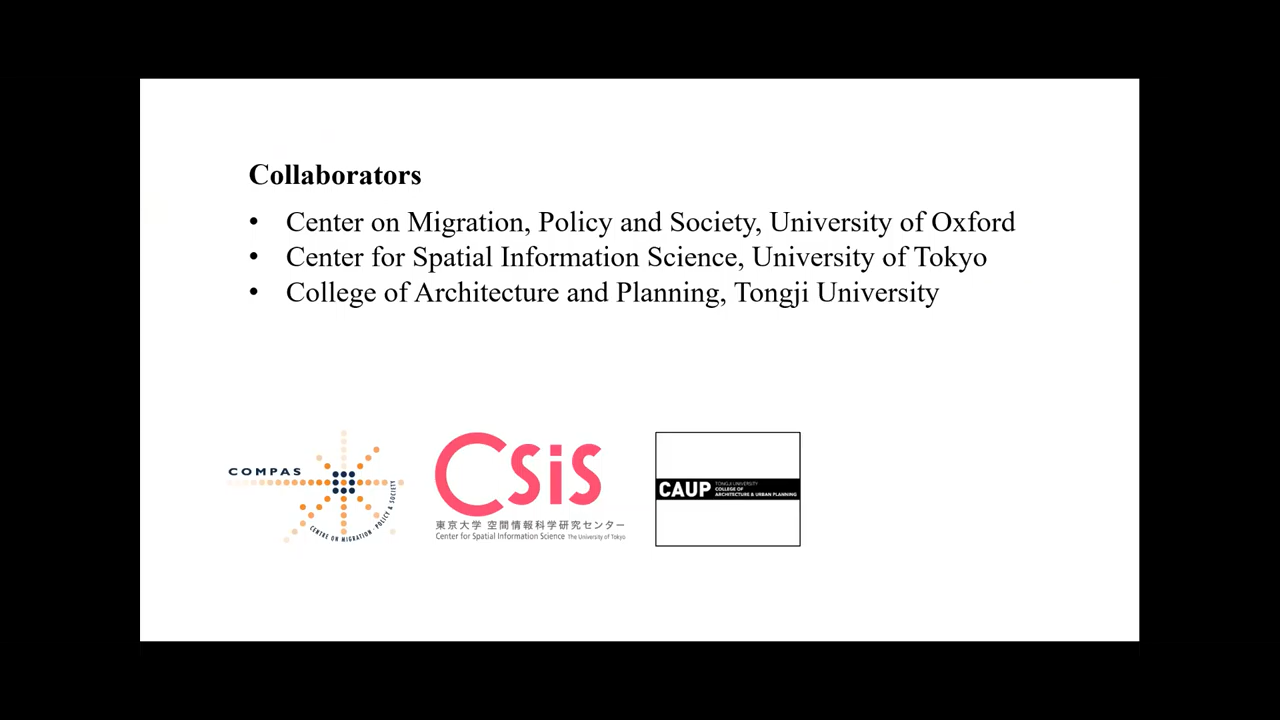 Collaborators
• Center on Migration, Policy and Society, University of Oxford
• Center for Spatial Information Science, University of Tokyo
• College of Architecture and Planning, Tongji University
COMPAS
CENTRE ON MIGRATION · POLICY & SOCIETY
CSiS
東京大学 空間情報科学研究センター
Center for Spatial Information Science The University of Tokyo
CAUP
TONGJI UNIVERSITY
COLLEGE OF
ARCHITECTURE & URBAN PLANNING